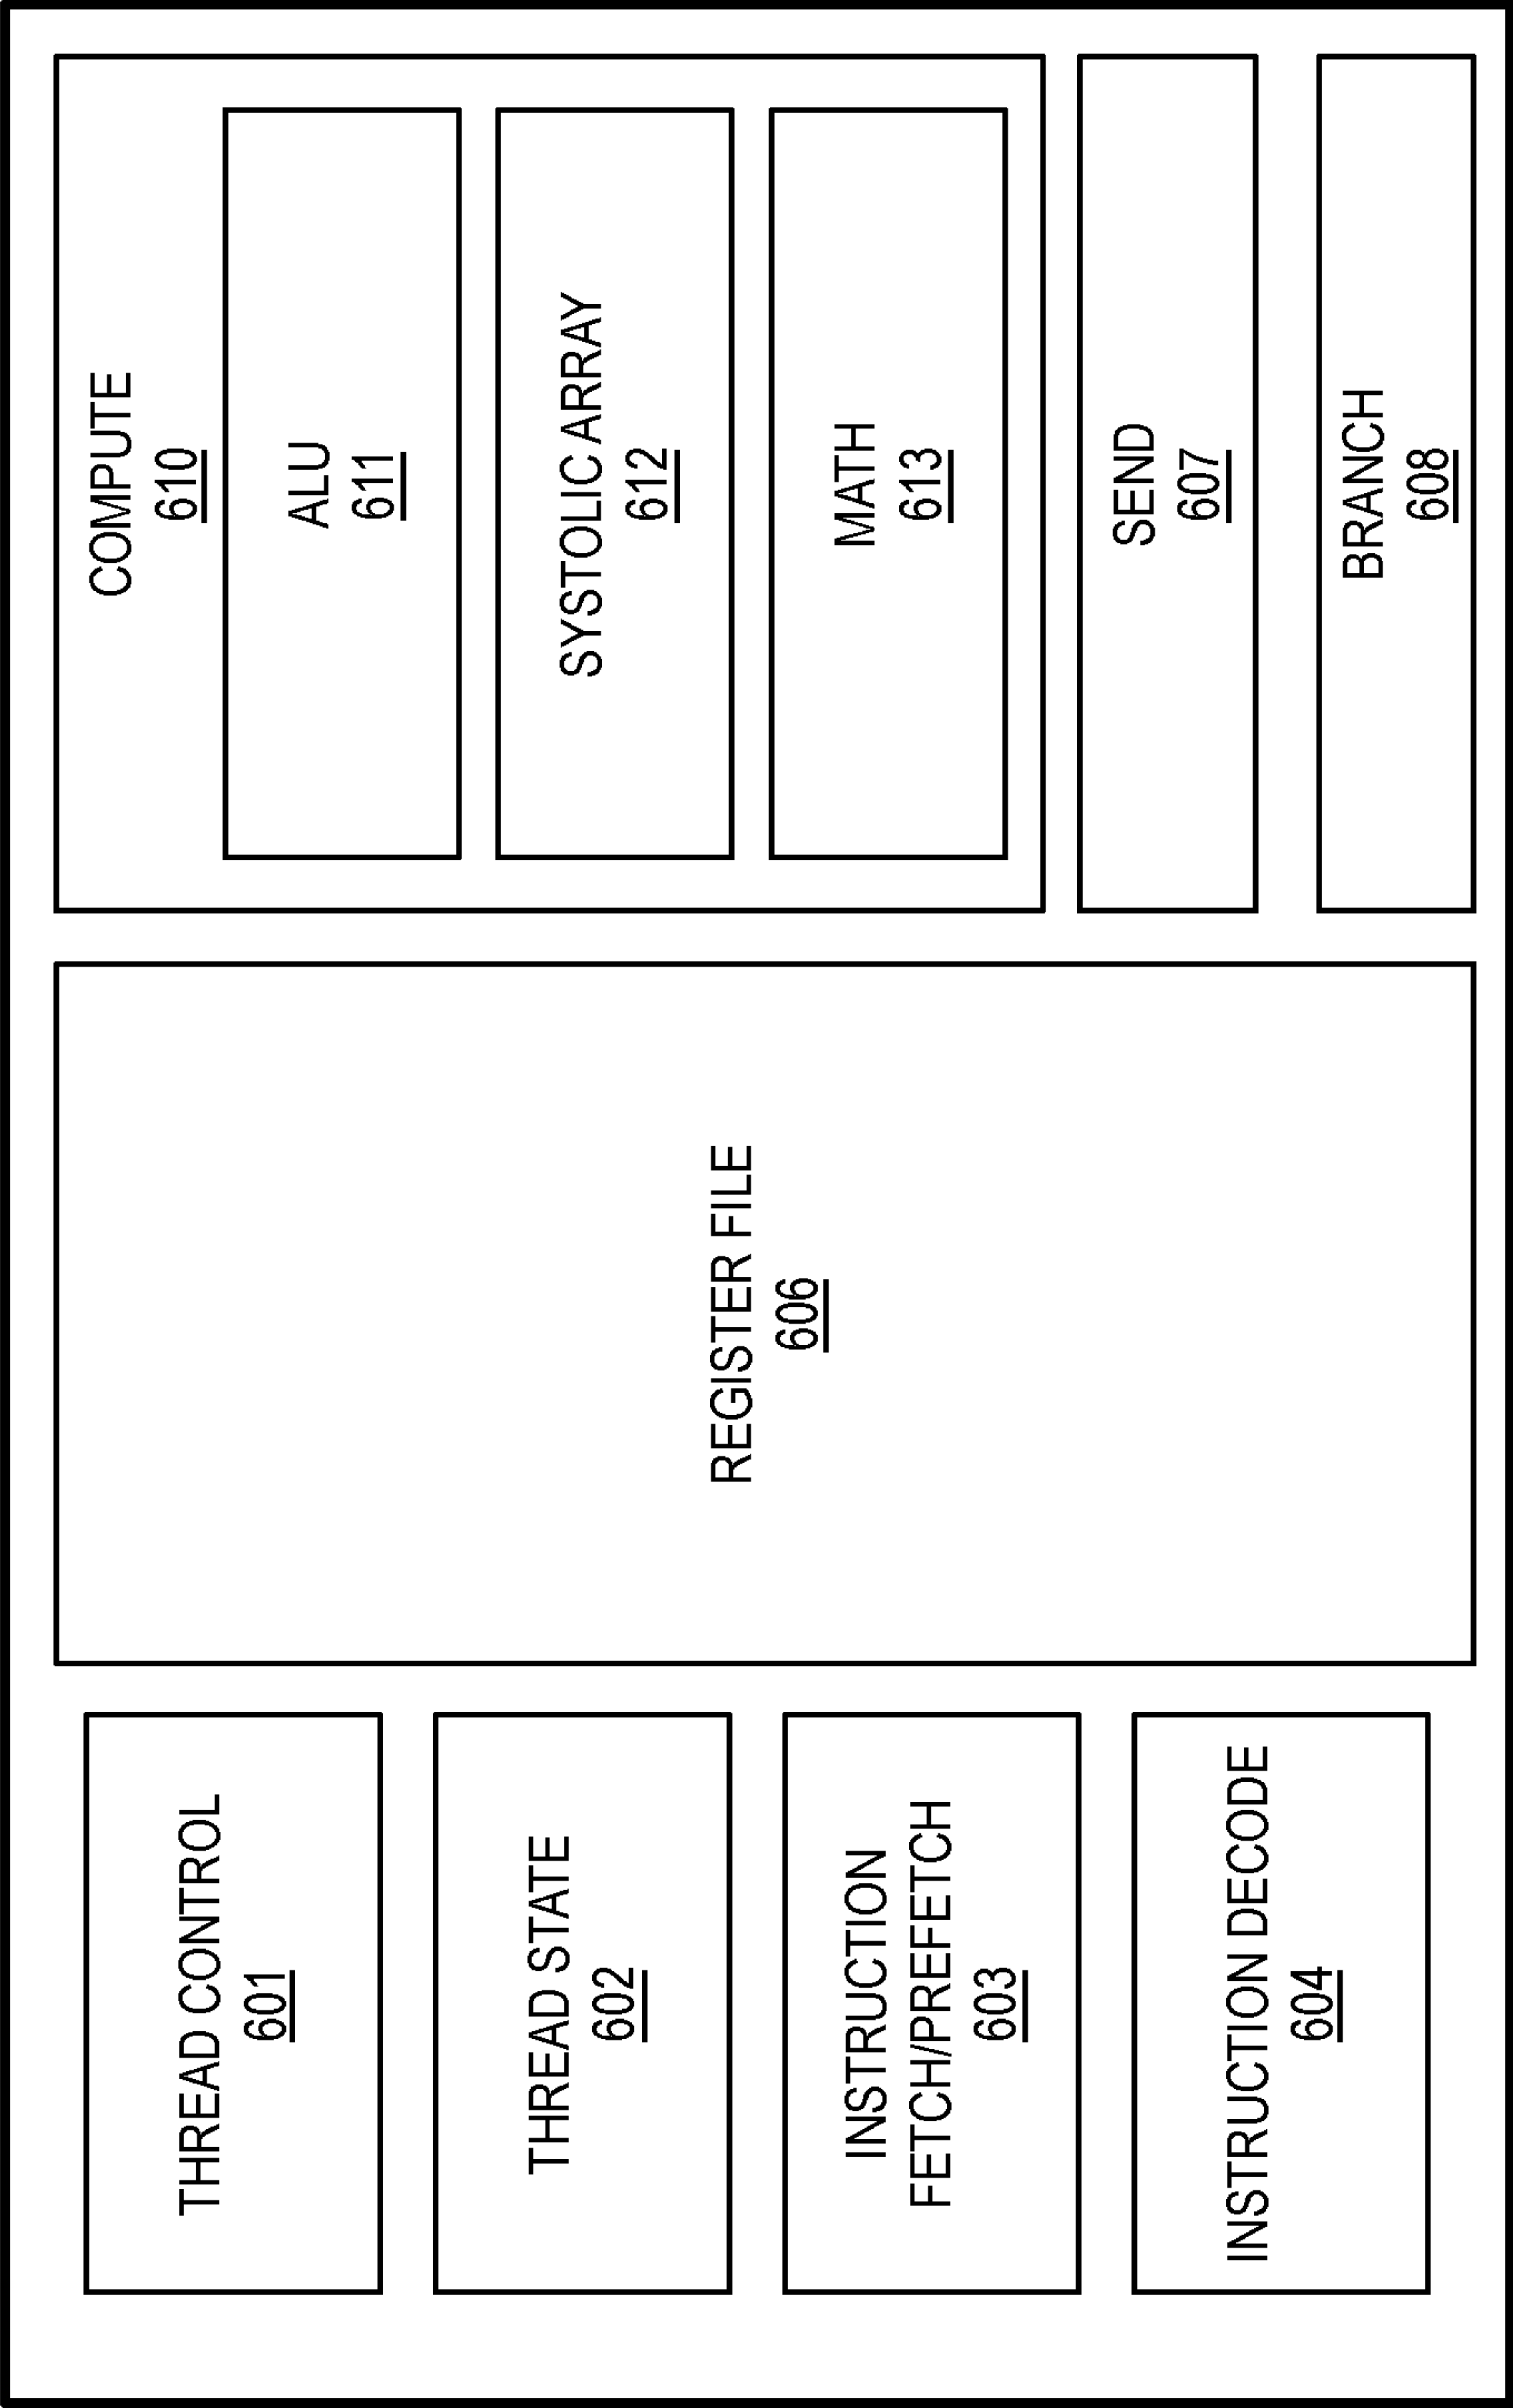 THREAD CONTROL
601
THREAD STATE
602
INSTRUCTION
FETCH/PREFETCH
603
INSTRUCTION DECODE
604
REGISTER FILE
606
COMPUTE
610
ALU
611
SYSTOLIC ARRAY
612
MATH
613
SEND
607
BRANCH
608